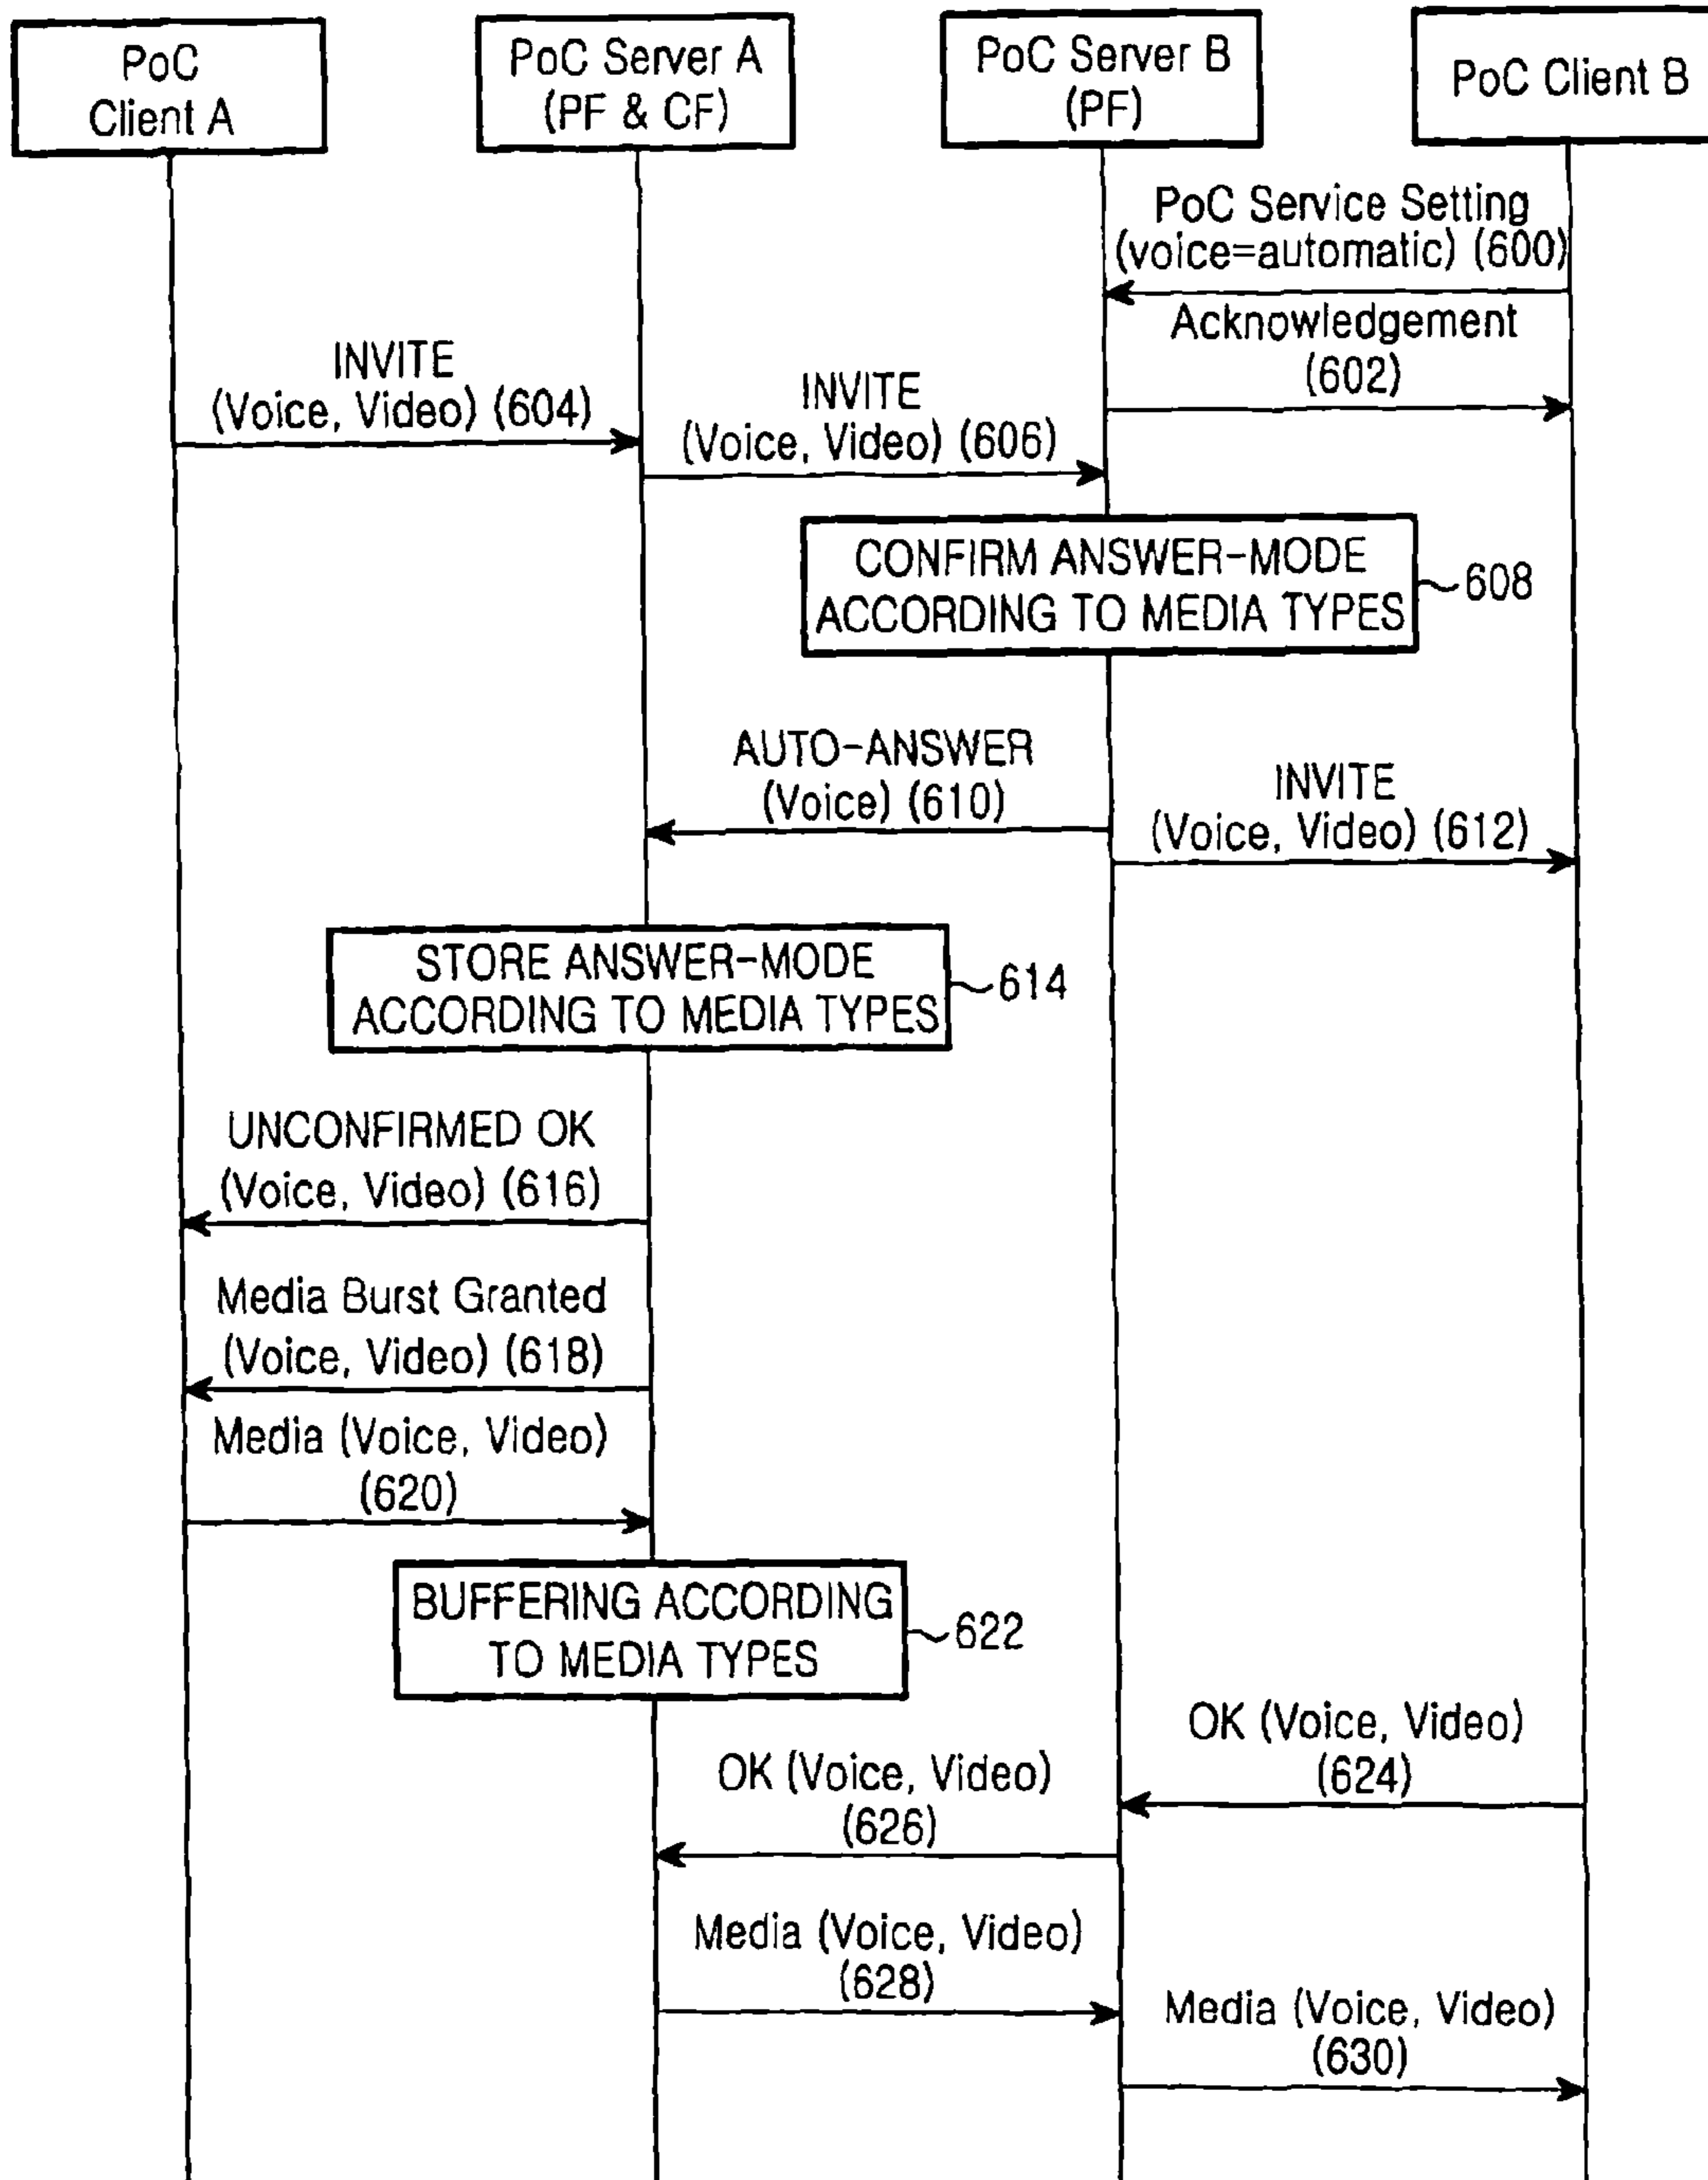 PoC
Client A
PoC Server A
(PF & CF)
PoC Server B
(PF)
PoC Client B
PoC Service Setting
(voice=automatic) (600)
Acknowledgement
(602)
INVITE
(Voice, Video) (604)
INVITE
(Voice, Video) (606)
CONFIRM ANSWER-MODE
ACCORDING TO MEDIA TYPES
608
AUTO-ANSWER
(Voice) (610)
INVITE
(Voice, Video) (612)
STORE ANSWER-MODE
ACCORDING TO MEDIA TYPES
614
UNCONFIRMED OK
(Voice, Video) (616)
Media Burst Granted
(Voice, Video) (618)
Media (Voice, Video)
(620)
BUFFERING ACCORDING
TO MEDIA TYPES
622
OK (Voice, Video)
(624)
OK (Voice, Video)
(626)
Media (Voice, Video)
(628)
Media (Voice, Video)
(630)